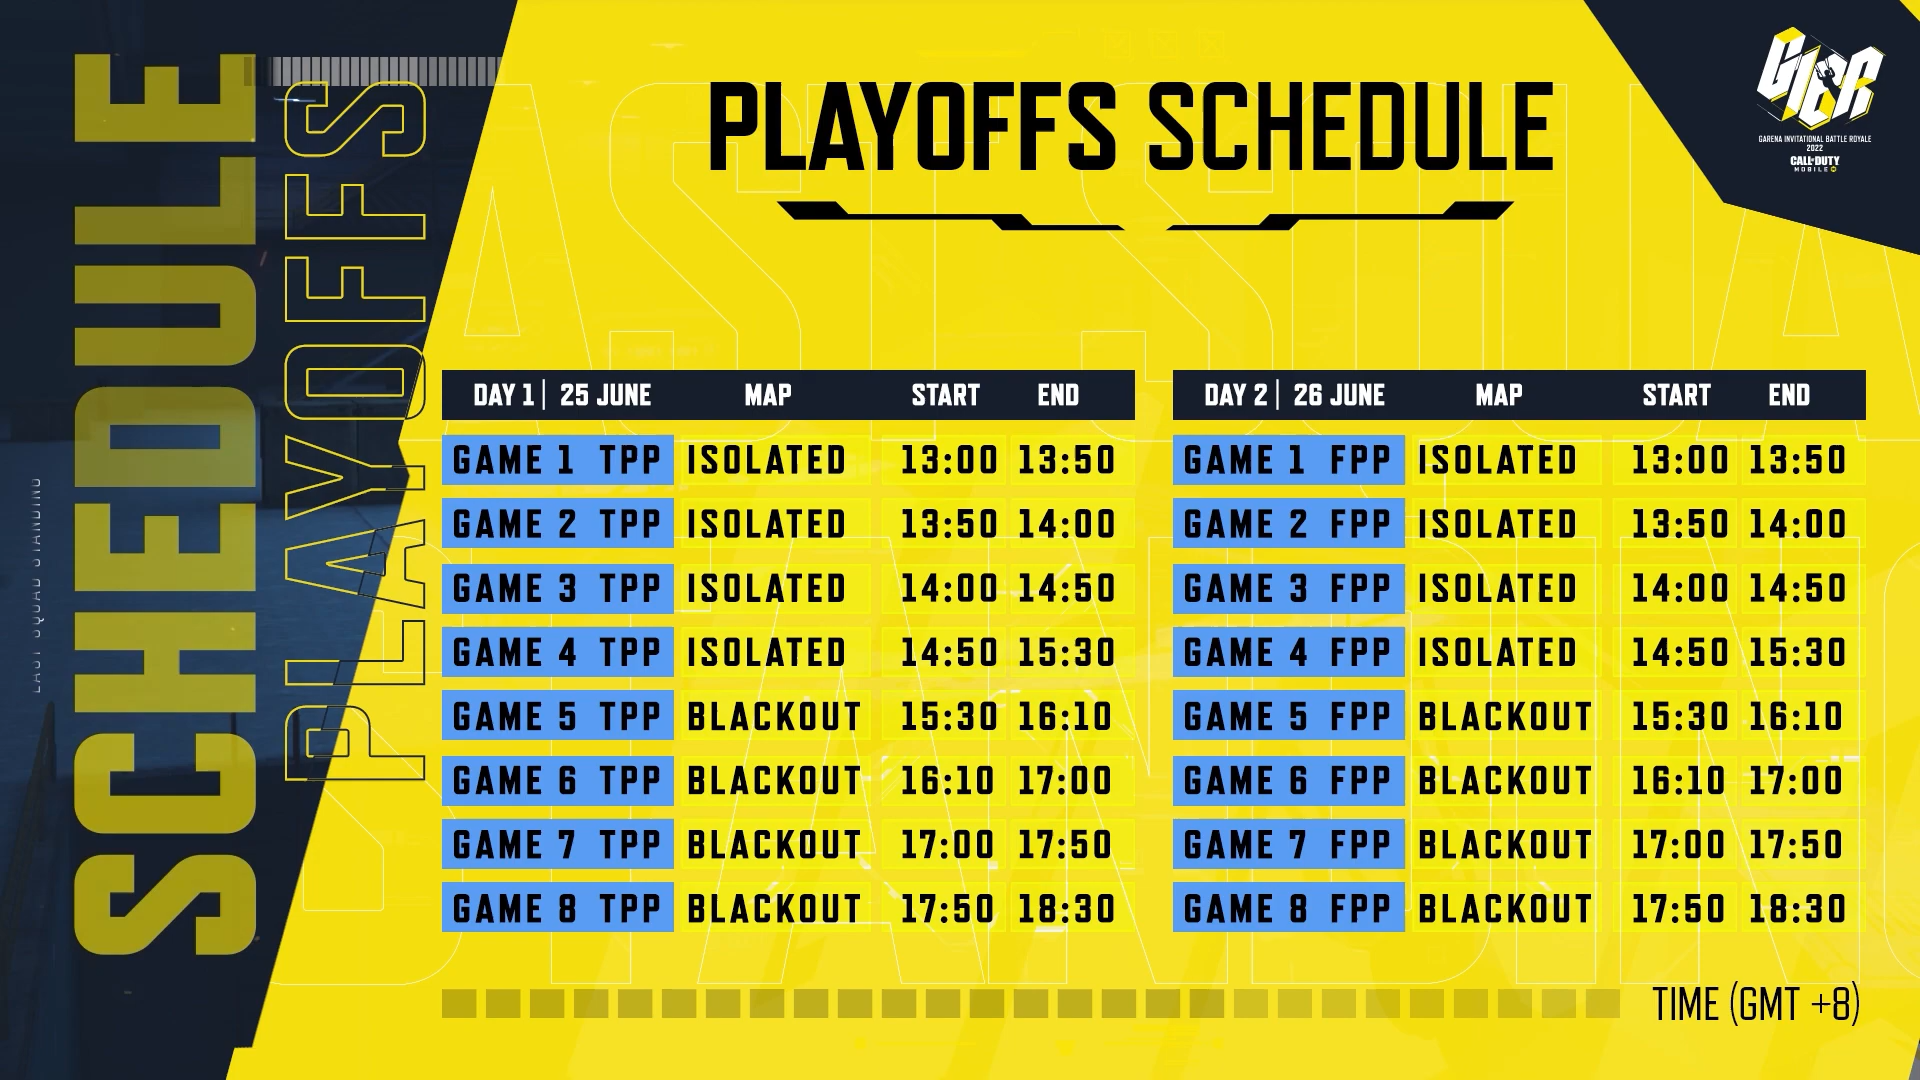 SCHEDULE
PLAYOFFS
LAST SQUAD STANDING
PLAYOFFS SCHEDULE
GIBR
GARENA INVITATIONAL BATTLE ROYALE
2022
CALL OF DUTY
MOBILE
DAY 1 | 25 JUNE MAP START END
GAME 1 TPP ISOLATED 13:00 13:50
GAME 2 TPP ISOLATED 13:50 14:00
GAME 3 TPP ISOLATED 14:00 14:50
GAME 4 TPP ISOLATED 14:50 15:30
GAME 5 TPP BLACKOUT 15:30 16:10
GAME 6 TPP BLACKOUT 16:10 17:00
GAME 7 TPP BLACKOUT 17:00 17:50
GAME 8 TPP BLACKOUT 17:50 18:30
DAY 2 | 26 JUNE MAP START END
GAME 1 FPP ISOLATED 13:00 13:50
GAME 2 FPP ISOLATED 13:50 14:00
GAME 3 FPP ISOLATED 14:00 14:50
GAME 4 FPP ISOLATED 14:50 15:30
GAME 5 FPP BLACKOUT 15:30 16:10
GAME 6 FPP BLACKOUT 16:10 17:00
GAME 7 FPP BLACKOUT 17:00 17:50
GAME 8 FPP BLACKOUT 17:50 18:30
TIME (GMT +8)